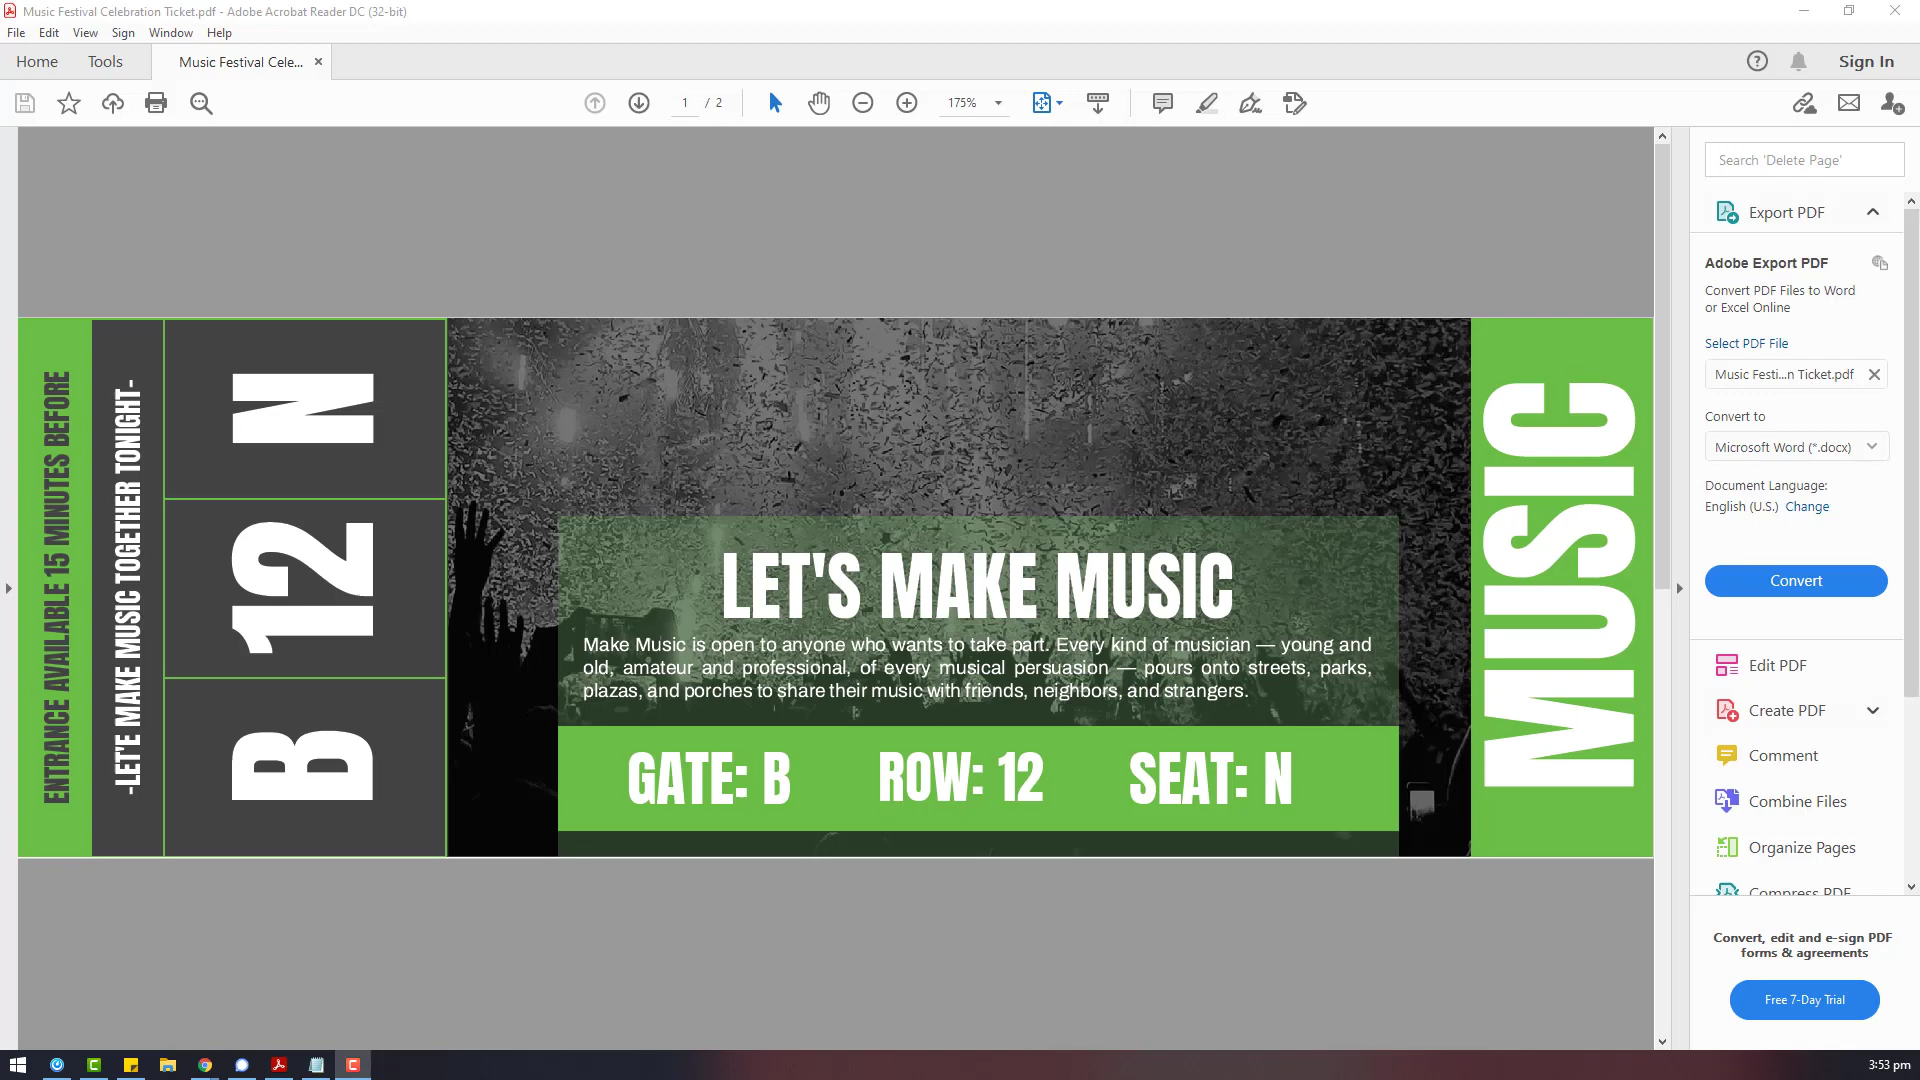 Music Festival Celebration Ticket.pdf - Adobe Acrobat Reader DC (32-bit)
File Edit View Sign Window Help
Home Tools Music Festival Cele... Sign In
1 / 2 175%
Search 'Delete Page'
Export PDF
Adobe Export PDF
Convert PDF Files to Word
or Excel Online
Select PDF File
Music Festi...n Ticket.pdf
Convert to
Microsoft Word (*.docx)
Document Language:
English (U.S.) Change
Convert
Edit PDF
Create PDF
Comment
Combine Files
Organize Pages
Compress PDF
Convert, edit and e-sign PDF
forms & agreements
Free 7-Day Trial
ENTRANCE AVAILABLE 15 MINUTES BEFORE
-LET'E MAKE MUSIC TOGETHER TONIGHT-
B 12 N
LET'S MAKE MUSIC
Make Music is open to anyone who wants to take part. Every kind of musician — young and
old, amateur and professional, of every musical persuasion — pours onto streets, parks,
plazas, and porches to share their music with friends, neighbors, and strangers.
GATE: B ROW: 12 SEAT: N
MUSIC
3:53 pm